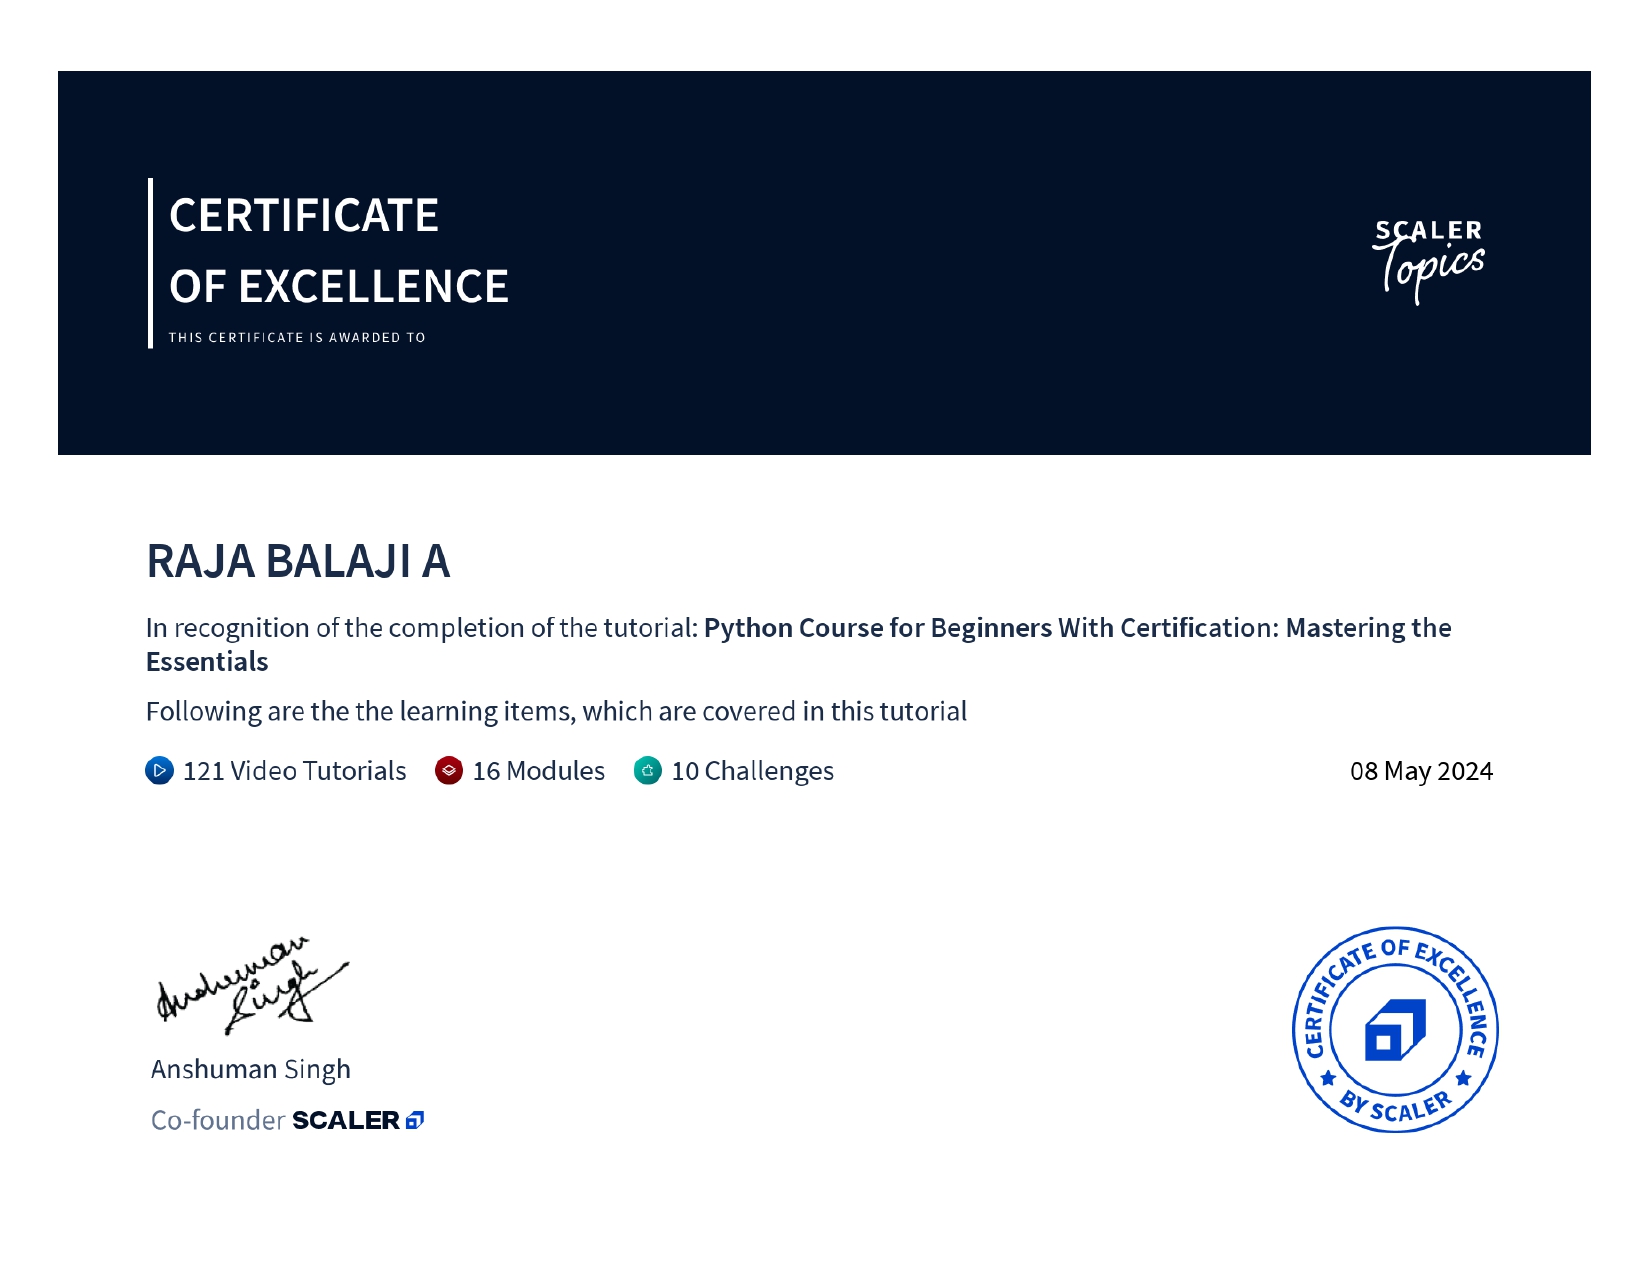 CERTIFICATE
OF EXCELLENCE
THIS CERTIFICATE IS AWARDED TO
SCALER
Topics
RAJA BALAJI A
In recognition of the completion of the tutorial: Python Course for Beginners With Certification: Mastering the
Essentials
Following are the the learning items, which are covered in this tutorial
121 Video Tutorials 16 Modules 10 Challenges 08 May 2024
Anshuman
Singh
Anshuman Singh
Co-founder SCALER
CERTIFICATE OF EXCELLENCE
BY SCALER